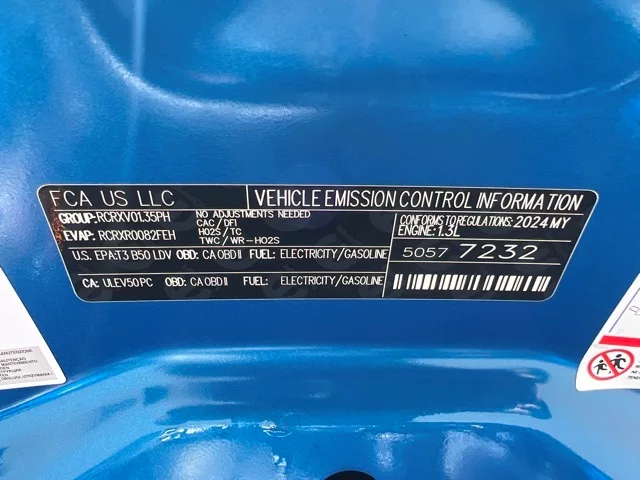 FCA US LLC
VEHICLE EMISSION CONTROL INFORMATION
GROUP: RCRXV01.35PH
EVAP: RCRXR0082FEH
NO ADJUSTMENTS NEEDED
CAC / DFI
HO2S / TC
TWC / WR-HO2S
CONFORMS TO REGULATIONS: 2024 MY
ENGINE: 1.3L
U.S. EPA: T3 B50 LDV OBD: CA OBD II FUEL: ELECTRICITY/GASOLINE
5057 7232
CA: ULEV50 PC OBD: CA OBD II FUEL: ELECTRICITY/GASOLINE